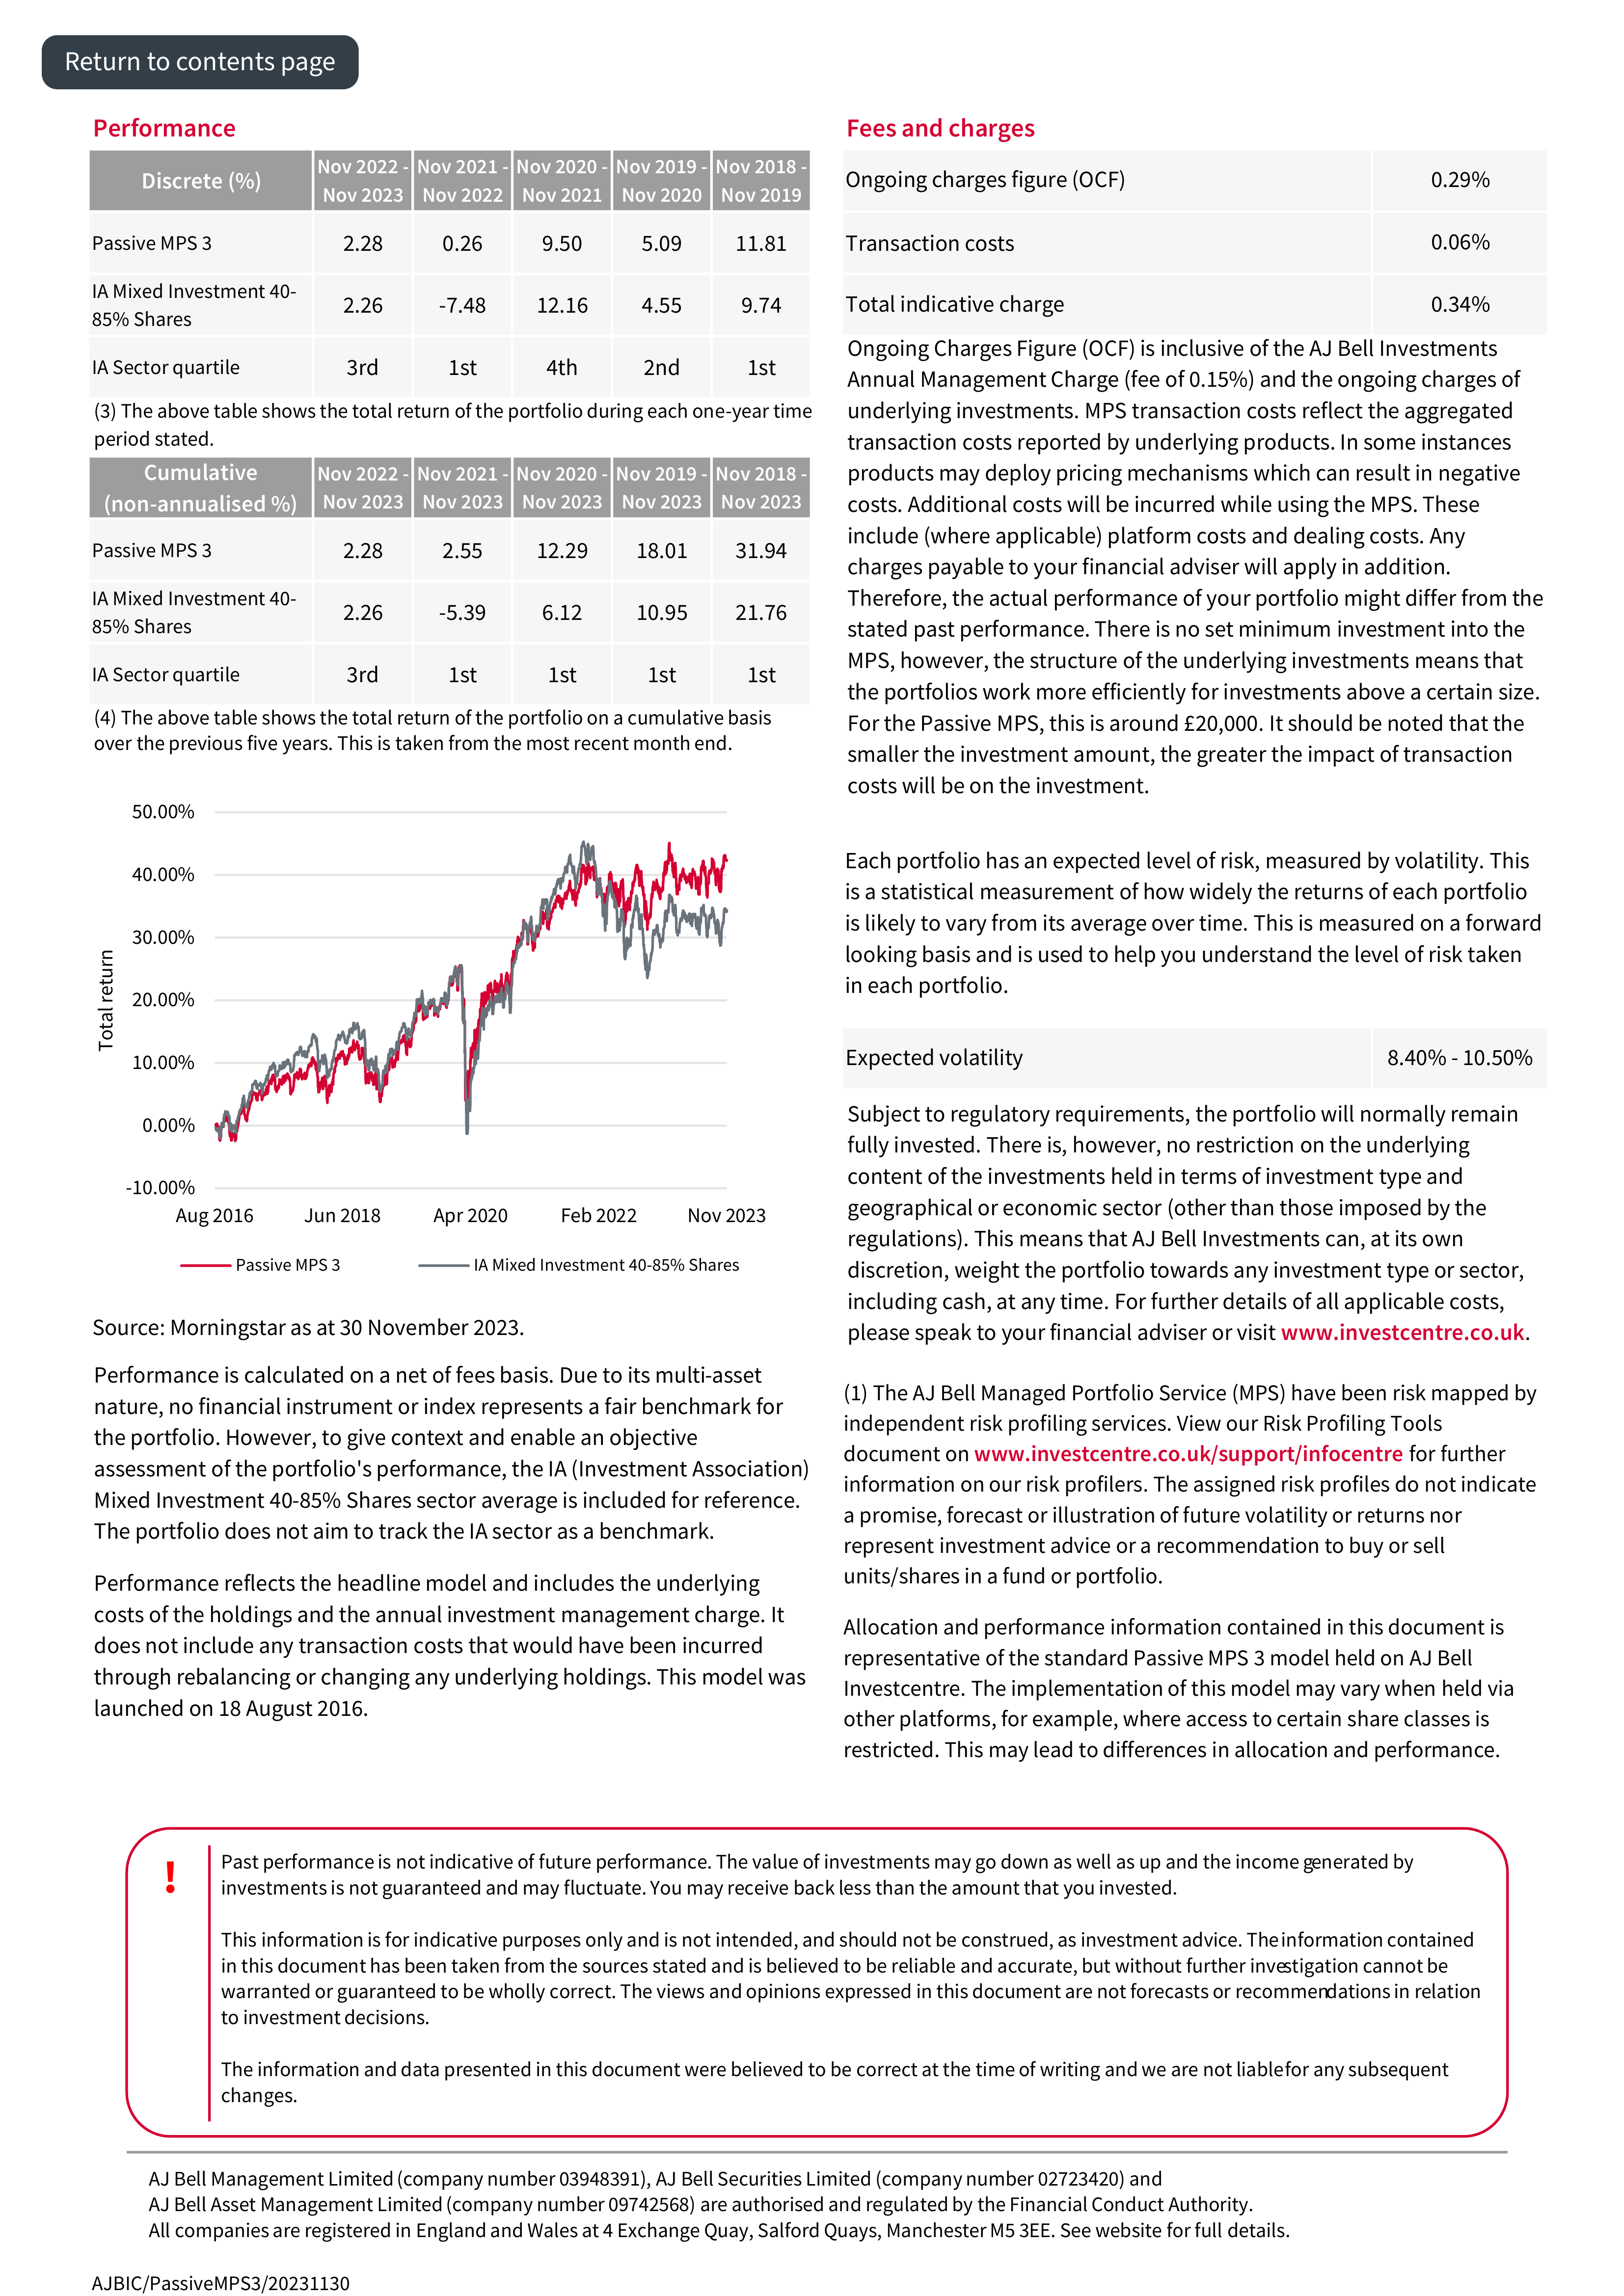 Return to contents page
Performance
Discrete (%)
Nov 2022 - Nov 2021 - Nov 2020 - Nov 2019 - Nov 2018 -
Nov 2023 Nov 2022 Nov 2021 Nov 2020 Nov 2019
Passive MPS 3 2.28 0.26 9.50 5.09 11.81
IA Mixed Investment 40-
85% Shares 2.26 -7.48 12.16 4.55 9.74
IA Sector quartile 3rd 1st 4th 2nd 1st
(3) The above table shows the total return of the portfolio during each one-year time
period stated.
Cumulative
(non-annualised %)
Nov 2022 - Nov 2021 - Nov 2020 - Nov 2019 - Nov 2018 -
Nov 2023 Nov 2023 Nov 2023 Nov 2023 Nov 2023
Passive MPS 3 2.28 2.55 12.29 18.01 31.94
IA Mixed Investment 40-
85% Shares 2.26 -5.39 6.12 10.95 21.76
IA Sector quartile 3rd 1st 1st 1st 1st
(4) The above table shows the total return of the portfolio on a cumulative basis
over the previous five years. This is taken from the most recent month end.
50.00%
40.00%
30.00%
20.00%
10.00%
0.00%
-10.00%
Total return
Aug 2016 Jun 2018 Apr 2020 Feb 2022 Nov 2023
Passive MPS 3 IA Mixed Investment 40-85% Shares
Source: Morningstar as at 30 November 2023.
Performance is calculated on a net of fees basis. Due to its multi-asset
nature, no financial instrument or index represents a fair benchmark for
the portfolio. However, to give context and enable an objective
assessment of the portfolio's performance, the IA (Investment Association)
Mixed Investment 40-85% Shares sector average is included for reference.
The portfolio does not aim to track the IA sector as a benchmark.
Performance reflects the headline model and includes the underlying
costs of the holdings and the annual investment management charge. It
does not include any transaction costs that would have been incurred
through rebalancing or changing any underlying holdings. This model was
launched on 18 August 2016.
Fees and charges
Ongoing charges figure (OCF) 0.29%
Transaction costs 0.06%
Total indicative charge 0.34%
Ongoing Charges Figure (OCF) is inclusive of the AJ Bell Investments
Annual Management Charge (fee of 0.15%) and the ongoing charges of
underlying investments. MPS transaction costs reflect the aggregated
transaction costs reported by underlying products. In some instances
products may deploy pricing mechanisms which can result in negative
costs. Additional costs will be incurred while using the MPS. These
include (where applicable) platform costs and dealing costs. Any
charges payable to your financial adviser will apply in addition.
Therefore, the actual performance of your portfolio might differ from the
stated past performance. There is no set minimum investment into the
MPS, however, the structure of the underlying investments means that
the portfolios work more efficiently for investments above a certain size.
For the Passive MPS, this is around £20,000. It should be noted that the
smaller the investment amount, the greater the impact of transaction
costs will be on the investment.
Each portfolio has an expected level of risk, measured by volatility. This
is a statistical measurement of how widely the returns of each portfolio
is likely to vary from its average over time. This is measured on a forward
looking basis and is used to help you understand the level of risk taken
in each portfolio.
Expected volatility 8.40% - 10.50%
Subject to regulatory requirements, the portfolio will normally remain
fully invested. There is, however, no restriction on the underlying
content of the investments held in terms of investment type and
geographical or economic sector (other than those imposed by the
regulations). This means that AJ Bell Investments can, at its own
discretion, weight the portfolio towards any investment type or sector,
including cash, at any time. For further details of all applicable costs,
please speak to your financial adviser or visit www.investcentre.co.uk.
(1) The AJ Bell Managed Portfolio Service (MPS) have been risk mapped by
independent risk profiling services. View our Risk Profiling Tools
document on www.investcentre.co.uk/support/infocentre for further
information on our risk profilers. The assigned risk profiles do not indicate
a promise, forecast or illustration of future volatility or returns nor
represent investment advice or a recommendation to buy or sell
units/shares in a fund or portfolio.
Allocation and performance information contained in this document is
representative of the standard Passive MPS 3 model held on AJ Bell
Investcentre. The implementation of this model may vary when held via
other platforms, for example, where access to certain share classes is
restricted. This may lead to differences in allocation and performance.
!
Past performance is not indicative of future performance. The value of investments may go down as well as up and the income generated by
investments is not guaranteed and may fluctuate. You may receive back less than the amount that you invested.
This information is for indicative purposes only and is not intended, and should not be construed, as investment advice. The information contained
in this document has been taken from the sources stated and is believed to be reliable and accurate, but without further investigation cannot be
warranted or guaranteed to be wholly correct. The views and opinions expressed in this document are not forecasts or recommendations in relation
to investment decisions.
The information and data presented in this document were believed to be correct at the time of writing and we are not liable for any subsequent
changes.
AJ Bell Management Limited (company number 03948391), AJ Bell Securities Limited (company number 02723420) and
AJ Bell Asset Management Limited (company number 09742568) are authorised and regulated by the Financial Conduct Authority.
All companies are registered in England and Wales at 4 Exchange Quay, Salford Quays, Manchester M5 3EE. See website for full details.
AJBIC/PassiveMPS3/20231130